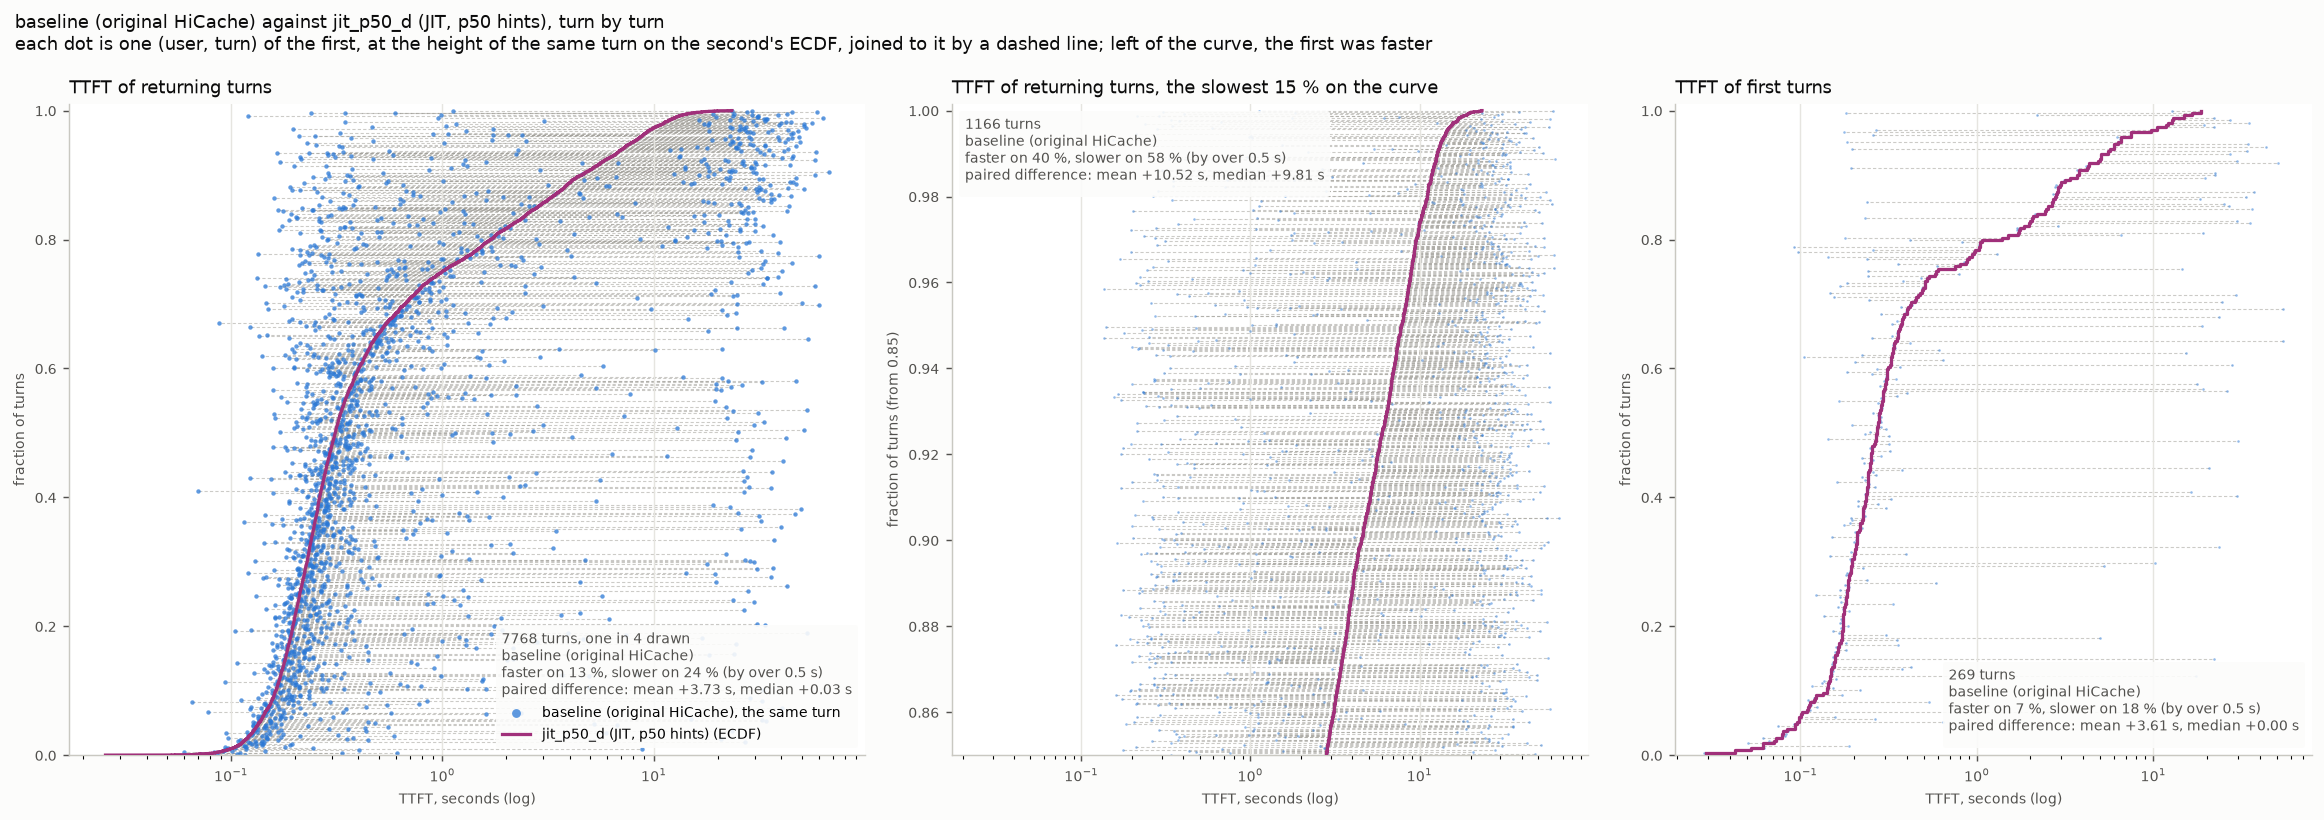 baseline (original HiCache) against jit_p50_d (JIT, p50 hints), turn by turn
each dot is one (user, turn) of the first, at the height of the same turn on the second's ECDF, joined to it by a dashed line; left of the curve, the first was faster
TTFT of returning turns
fraction of turns
1.0
0.8
0.6
0.4
0.2
0.0
7768 turns, one in 4 drawn
baseline (original HiCache)
faster on 13 %, slower on 24 % (by over 0.5 s)
paired difference: mean +3.73 s, median +0.03 s
baseline (original HiCache), the same turn
jit_p50_d (JIT, p50 hints) (ECDF)
10⁻¹ 10⁰ 10¹
TTFT, seconds (log)
TTFT of returning turns, the slowest 15 % on the curve
fraction of turns (from 0.85)
1.00
0.98
0.96
0.94
0.92
0.90
0.88
0.86
1166 turns
baseline (original HiCache)
faster on 40 %, slower on 58 % (by over 0.5 s)
paired difference: mean +10.52 s, median +9.81 s
10⁻¹ 10⁰ 10¹
TTFT, seconds (log)
TTFT of first turns
fraction of turns
1.0
0.8
0.6
0.4
0.2
0.0
269 turns
baseline (original HiCache)
faster on 7 %, slower on 18 % (by over 0.5 s)
paired difference: mean +3.61 s, median +0.00 s
10⁻¹ 10⁰ 10¹
TTFT, seconds (log)